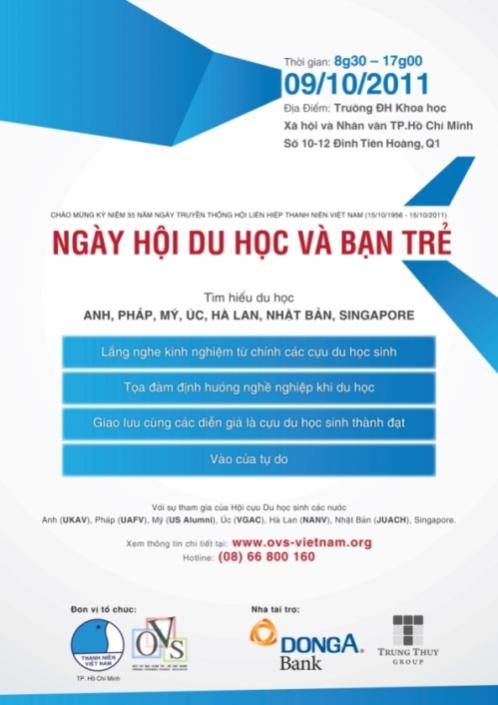 Thời gian: 8g30 – 17g00
09/10/2011
Địa Điểm: Trường ĐH Khoa học
Xã hội và Nhân văn TP.Hồ Chí Minh
Số 10-12 Đinh Tiên Hoàng, Q1
CHÀO MỪNG KỶ NIỆM 55 NĂM NGÀY TRUYỀN THỐNG HỘI LIÊN HIỆP THANH NIÊN VIỆT NAM (15/10/1956 - 15/10/2011)
NGÀY HỘI DU HỌC VÀ BẠN TRẺ
Tìm hiểu du học
ANH, PHÁP, MỸ, ÚC, HÀ LAN, NHẬT BẢN, SINGAPORE
Lắng nghe kinh nghiệm từ chính các cựu du học sinh
Tọa đàm định hướng nghề nghiệp khi du học
Giao lưu cùng các diễn giả là cựu du học sinh thành đạt
Vào cửa tự do
Với sự tham gia của Hội cựu Du học sinh các nước
Anh (UKAV), Pháp (UAFV), Mỹ (US Alumni), Úc (VGAC), Hà Lan (NANV), Nhật Bản (JUACH), Singapore.
Xem thông tin chi tiết tại: www.ovs-vietnam.org
Hotline: (08) 66 800 160
Đơn vị tổ chức:
Nhà tài trợ:
THANH NIÊN
VIỆT NAM
TP. Hồ Chí Minh
OVS
DONGA
Bank
TRUNG THUY
GROUP